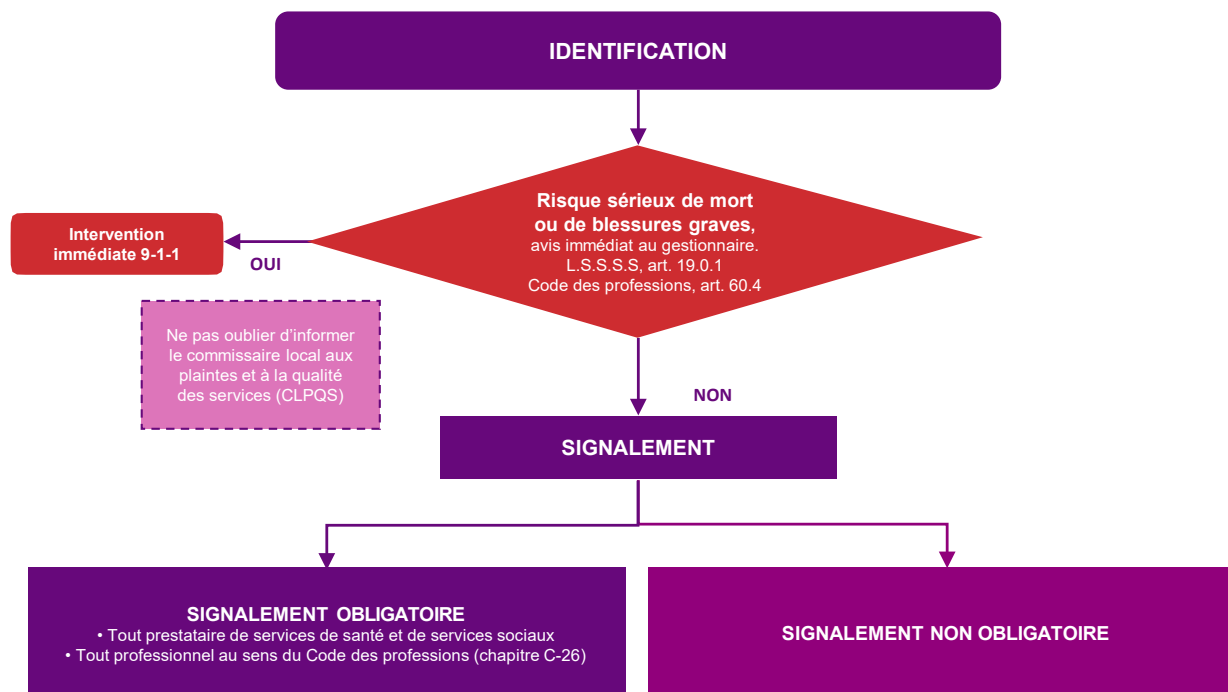 IDENTIFICATION
Risque sérieux de mort
ou de blessures graves,
avis immédiat au gestionnaire.
L.S.S.S.S, art. 19.0.1
Code des professions, art. 60.4
Intervention
immédiate 9-1-1
OUI
Ne pas oublier d’informer
le commissaire local aux
plaintes et à la qualité
des services (CLPQS)
NON
SIGNALEMENT
SIGNALEMENT OBLIGATOIRE
• Tout prestataire de services de santé et de services sociaux
• Tout professionnel au sens du Code des professions (chapitre C-26)
SIGNALEMENT NON OBLIGATOIRE